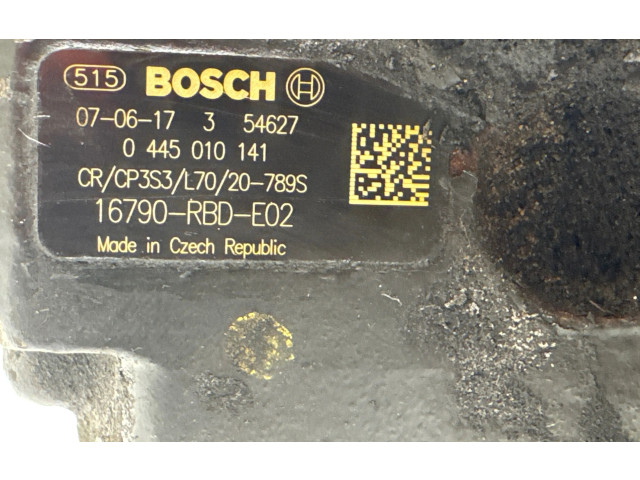 515 BOSCH
07-06-17 3 54627
0 445 010 141
CR/CP3S3/L70/20-789S
16790-RBD-E02
Made in Czech Republic